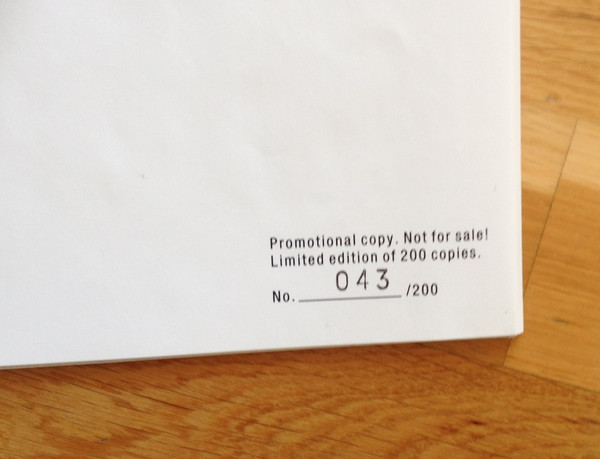 Promotional copy. Not for sale!
Limited edition of 200 copies.
No. 043 /200